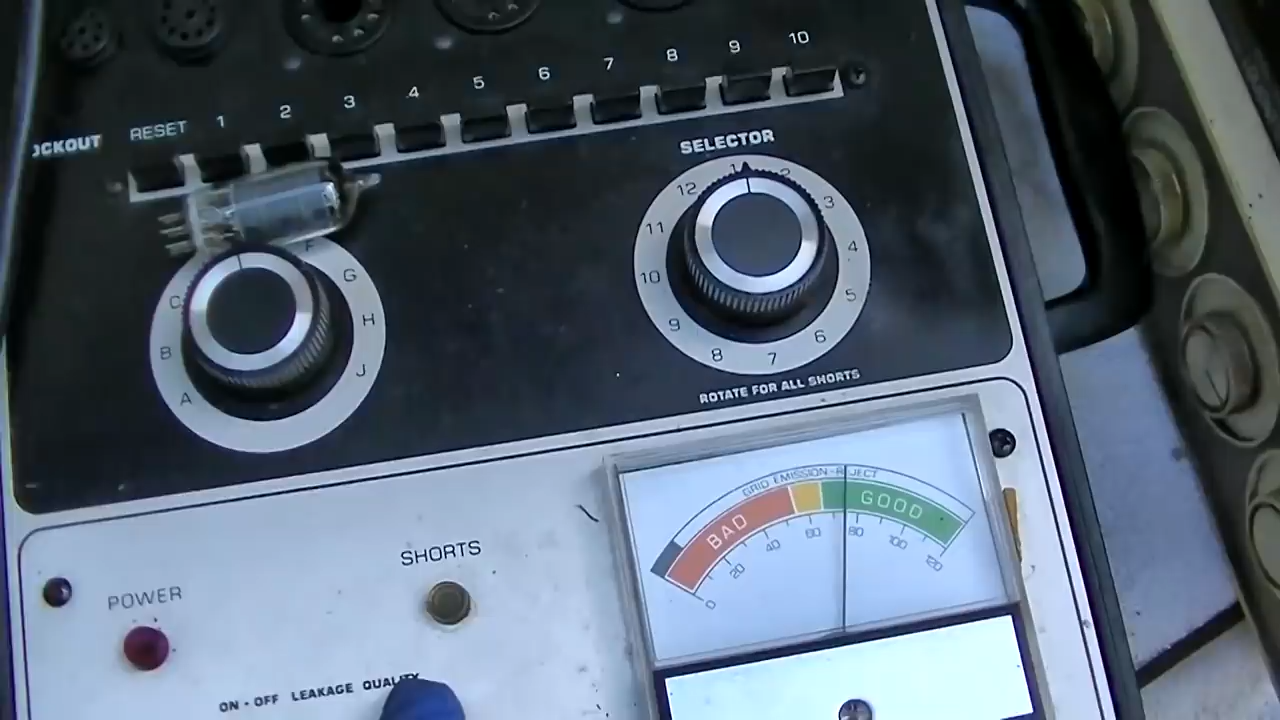 1 2 3 4 5 6 7 8 9 10
RESET
SELECTOR
12 1 2
11 3
10 4
9 5
8 7 6
F
C G
B H
A J
ROTATE FOR ALL SHORTS
GRID EMISSION-REJECT
BAD GOOD
0 20 40 60 80 100 120
SHORTS
POWER
ON-OFF LEAKAGE QUALITY